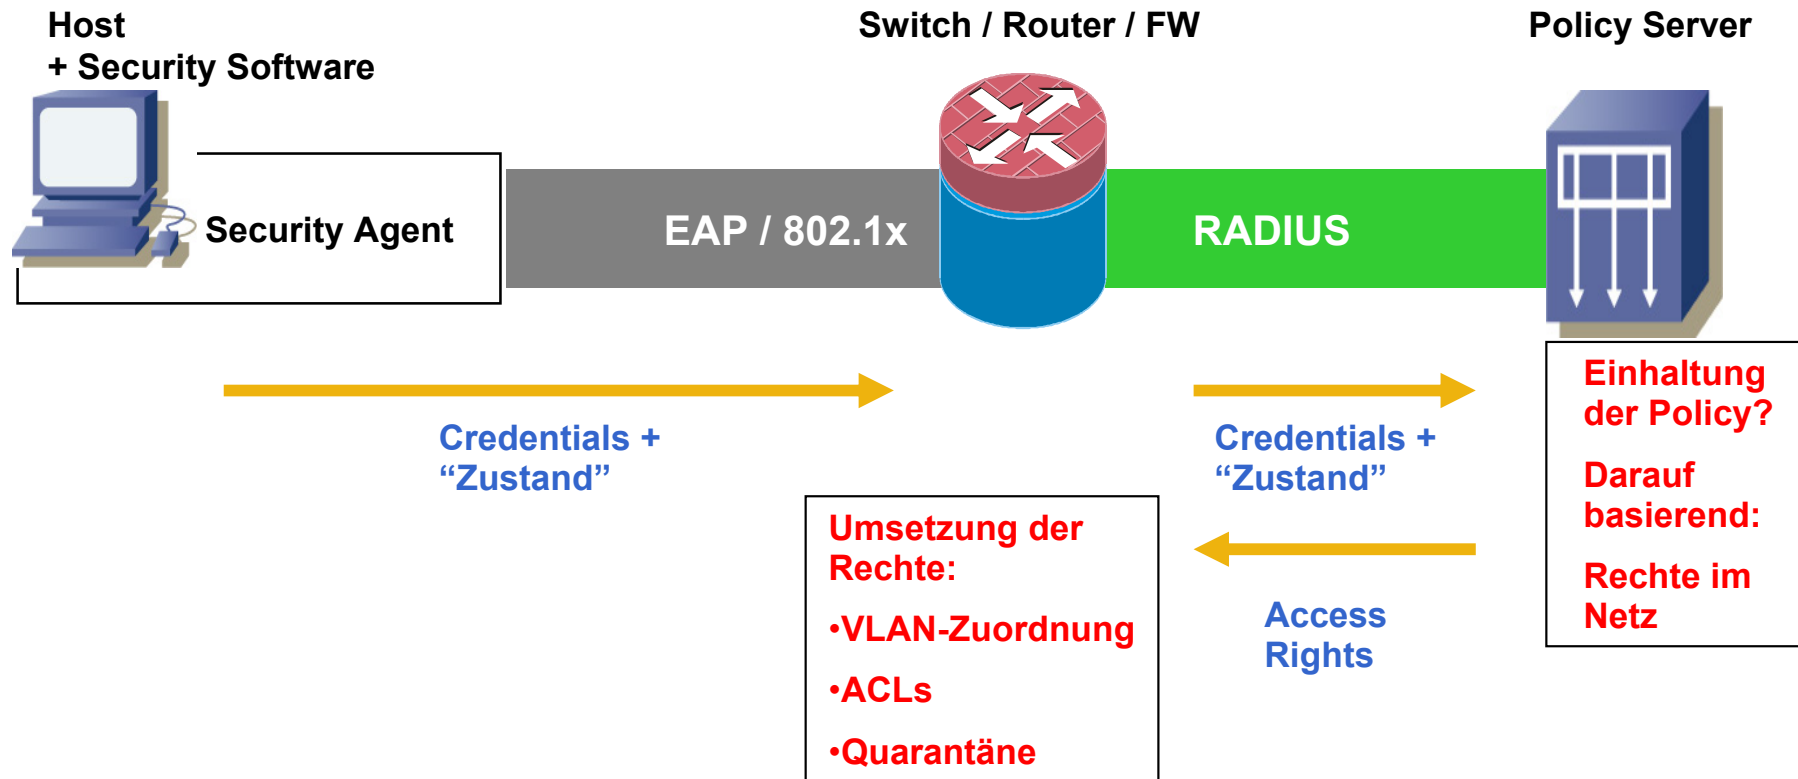 Host
+ Security Software
Switch / Router / FW
Policy Server
Security Agent
EAP / 802.1x
RADIUS
Credentials +
“Zustand”
Credentials +
“Zustand”
Access
Rights
Umsetzung der
Rechte:
•VLAN-Zuordnung
•ACLs
•Quarantäne
Einhaltung
der Policy?
Darauf
basierend:
Rechte im
Netz